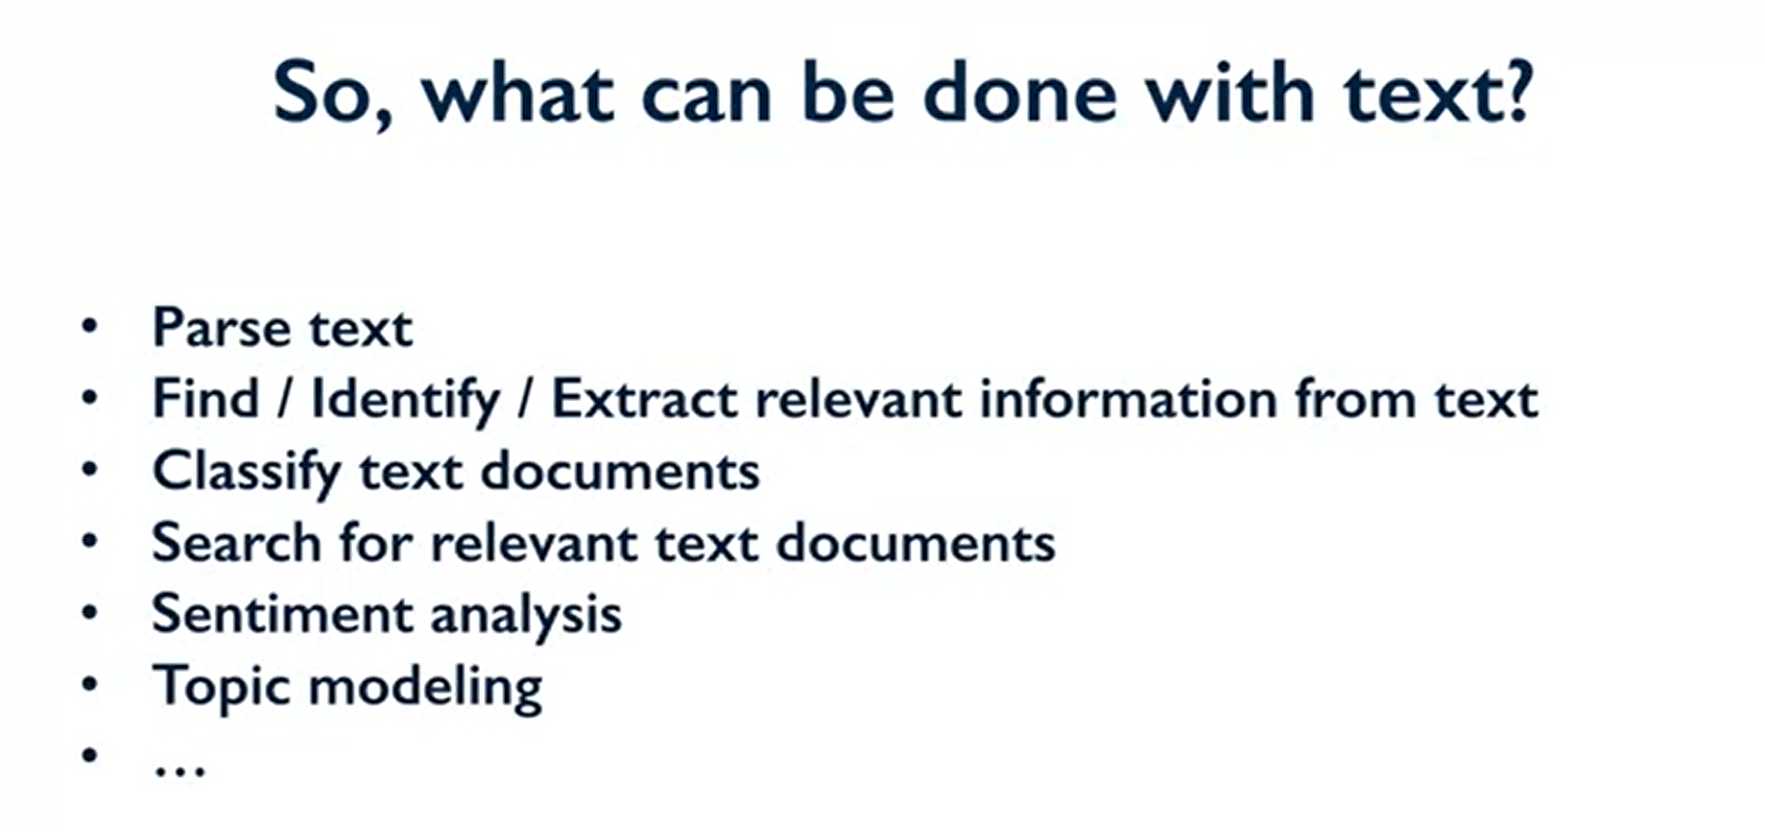 So, what can be done with text?
• Parse text
• Find / Identify / Extract relevant information from text
• Classify text documents
• Search for relevant text documents
• Sentiment analysis
• Topic modeling
• ...